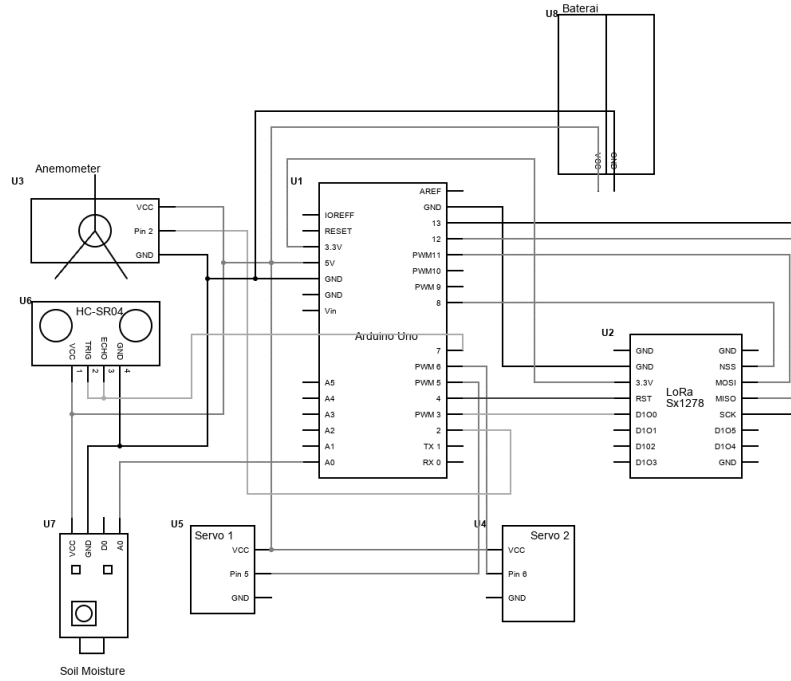 U8
Baterai
VCC
GND
U3
Anemometer
VCC
Pin 2
GND
U1
IOREFF
RESET
3.3V
5V
GND
GND
Vin
A5
A4
A3
A2
A1
A0
Arduino Uno
AREF
GND
13
12
PWM11
PWM10
PWM 9
8
7
PWM 6
PWM 5
4
PWM 3
2
TX 1
RX 0
U6
HC-SR04
VCC
TRIG
ECHO
GND
1
2
3
4
U2
LoRa
Sx1278
GND
GND
3.3V
RST
D1O0
D1O1
D102
D1O3
GND
NSS
MOSI
MISO
SCK
D1O5
D1O4
GND
U7
VCC
GND
D0
A0
Soil Moisture
U5
Servo 1
VCC
Pin 5
GND
U4
Servo 2
VCC
Pin 6
GND